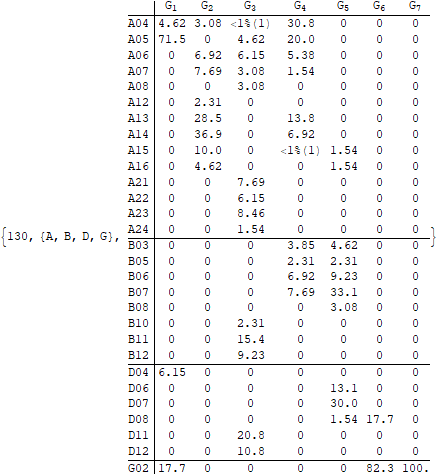 G1 G2 G3 G4 G5 G6 G7
A04 4.62 3.08 <1%(1) 30.8 0 0 0
A05 71.5 0 4.62 20.0 0 0 0
A06 0 6.92 6.15 5.38 0 0 0
A07 0 7.69 3.08 1.54 0 0 0
A08 0 0 3.08 0 0 0 0
A12 0 2.31 0 0 0 0 0
A13 0 28.5 0 13.8 0 0 0
A14 0 36.9 0 6.92 0 0 0
A15 0 10.0 0 <1%(1) 1.54 0 0
A16 0 4.62 0 0 1.54 0 0
A21 0 0 7.69 0 0 0 0
A22 0 0 6.15 0 0 0 0
A23 0 0 8.46 0 0 0 0
{130, {A, B, D, G}, A24 0 0 1.54 0 0 0 0 }
B03 0 0 0 3.85 4.62 0 0
B05 0 0 0 2.31 2.31 0 0
B06 0 0 0 6.92 9.23 0 0
B07 0 0 0 7.69 33.1 0 0
B08 0 0 0 0 3.08 0 0
B10 0 0 2.31 0 0 0 0
B11 0 0 15.4 0 0 0 0
B12 0 0 9.23 0 0 0 0
D04 6.15 0 0 0 0 0 0
D06 0 0 0 0 13.1 0 0
D07 0 0 0 0 30.0 0 0
D08 0 0 0 0 1.54 17.7 0
D11 0 0 20.8 0 0 0 0
D12 0 0 10.8 0 0 0 0
G02 17.7 0 0 0 0 82.3 100.